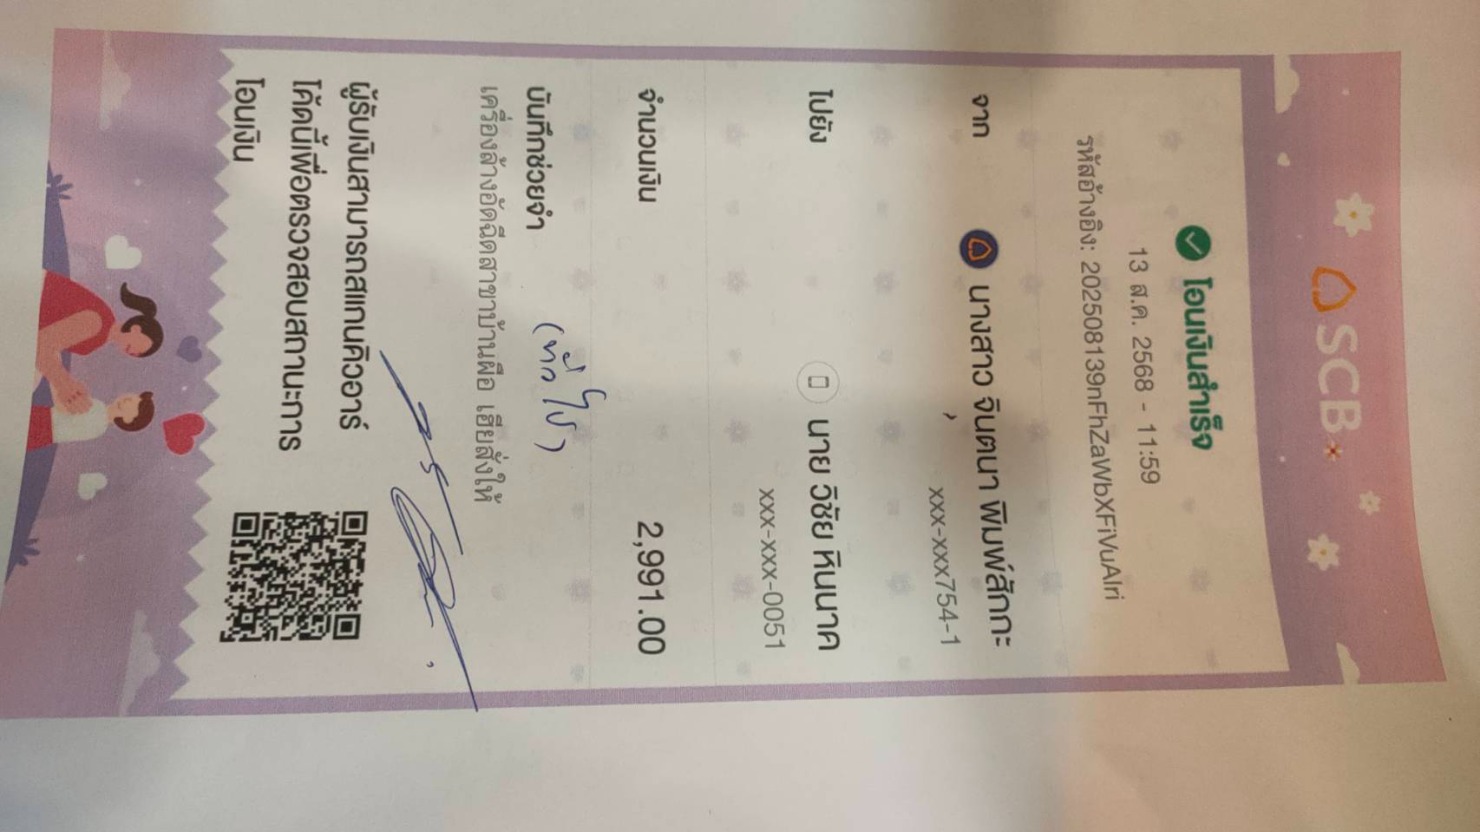 SCB
โอนเงินสำเร็จ
13 ส.ค. 2568 - 11:59
รหัสอ้างอิง: 202508139nFhZaWbXFiVuAlri
จาก
นางสาว จินตนา พิมพ์สักกะ
xxx-xxx754-1
ไปยัง
นาย วิชัย หินนาค
xxx-xxx-0051
จำนวนเงิน
2,991.00
บันทึกช่วยจำ
เครื่องล้างอัดฉีดสาขาบ้านผือ เฮียสั่งให้
ผู้รับเงินสามารถสแกนคิวอาร์
โค้ดนี้เพื่อตรวจสอบสถานะการ
โอนเงิน